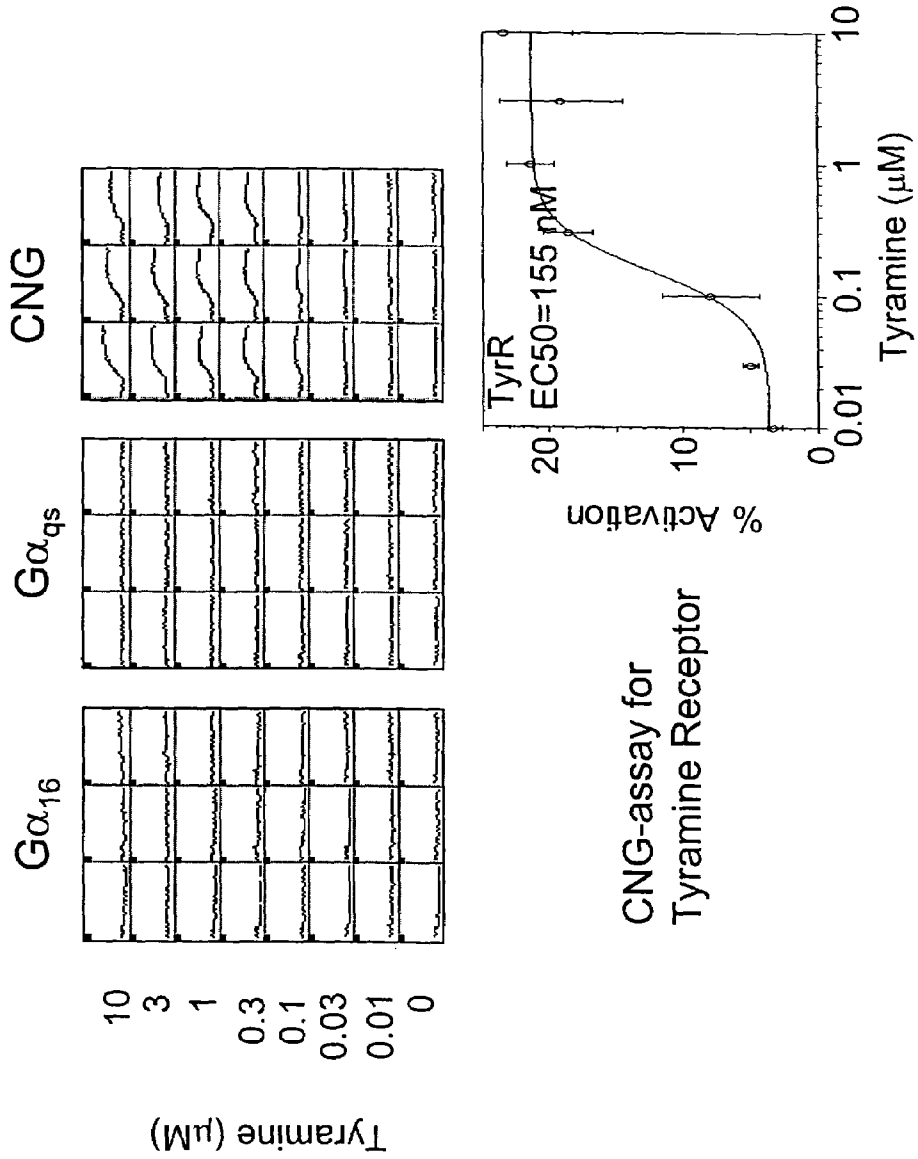 Gα16
Gαqs
CNG
Tyramine (μM)
10
3
1
0.3
0.1
0.03
0.01
0
CNG-assay for
Tyramine Receptor
TyrR
EC50=155 nM
% Activation
20
10
0
0.01
0.1
1
10
Tyramine (μM)